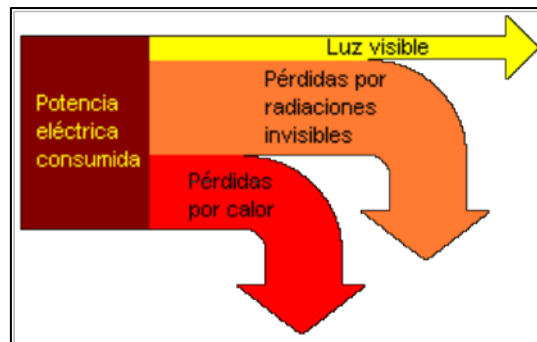 Luz visible
Pérdidas por
radiaciones
invisibles
Potencia
eléctrica
consumida
Pérdidas
por calor